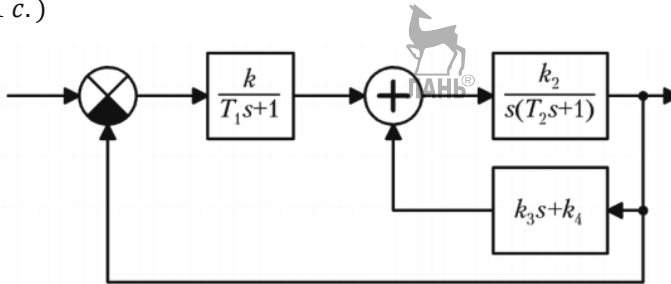 с.)
k
T₁s+1
+
ЛАНЬ®
k₂
s(T₂s+1)
k₃s+k₄